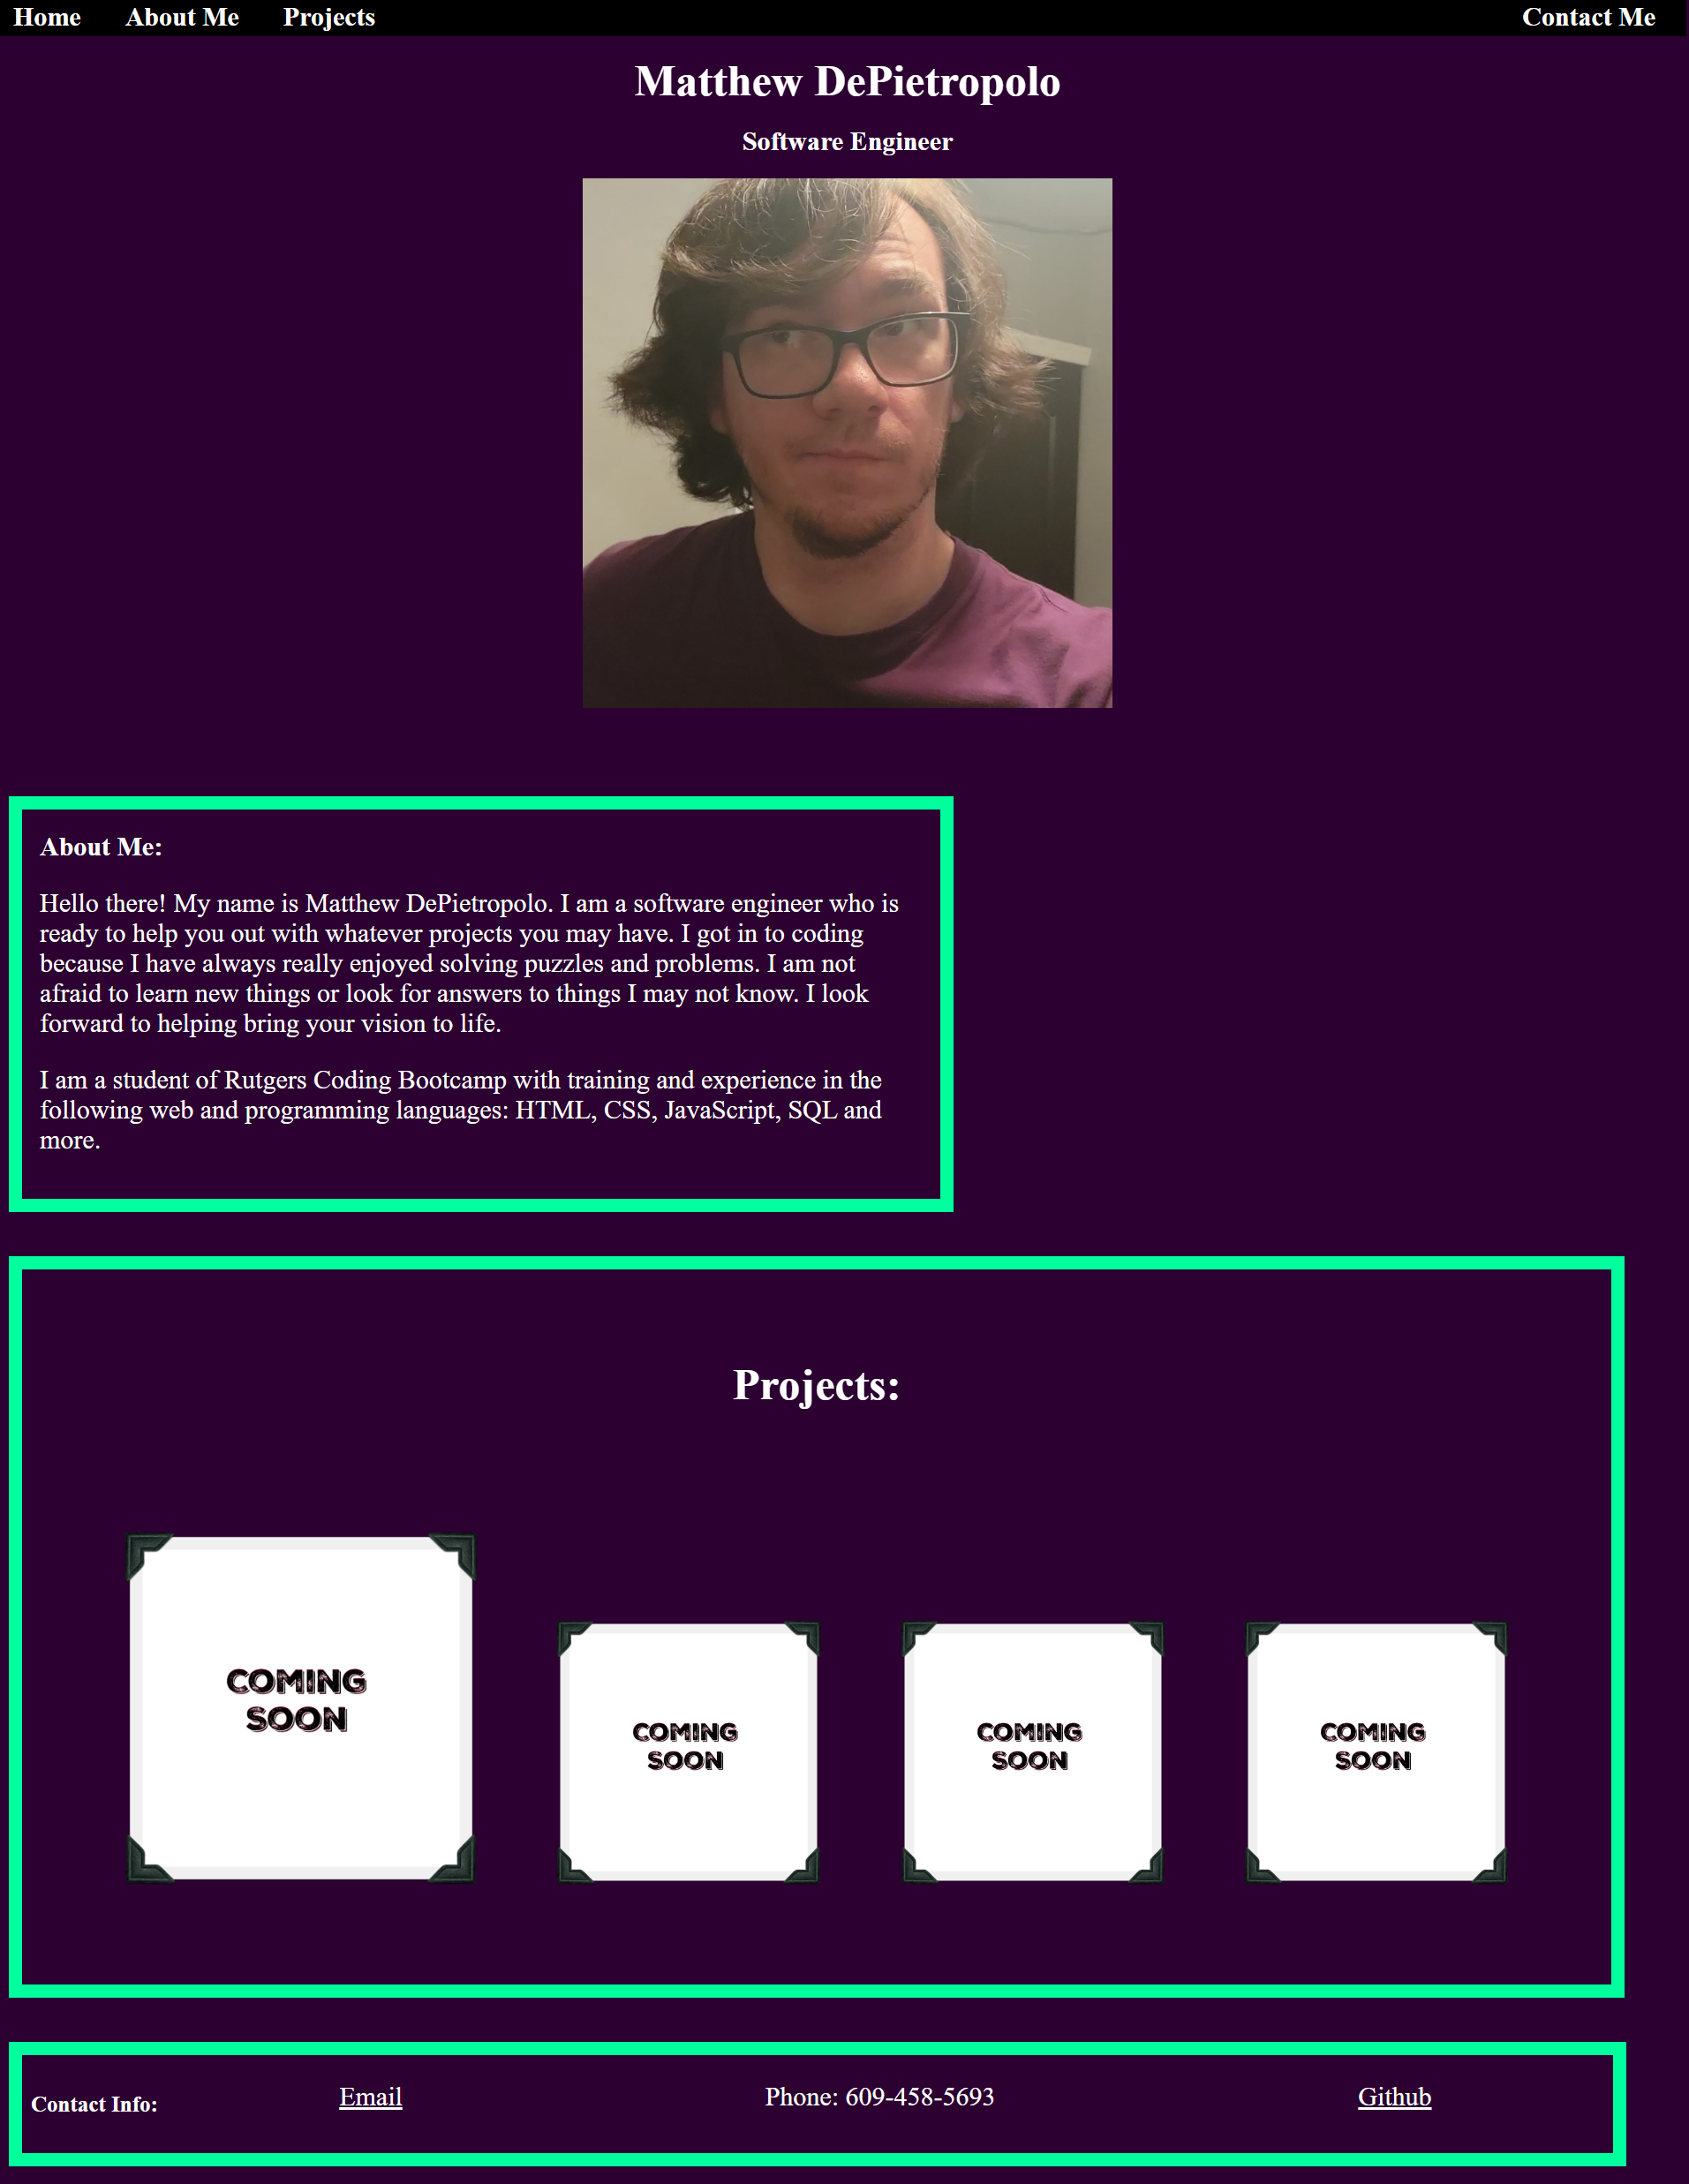 Home About Me Projects Contact Me
Matthew DePietropolo
Software Engineer
About Me:
Hello there! My name is Matthew DePietropolo. I am a software engineer who is
ready to help you out with whatever projects you may have. I got in to coding
because I have always really enjoyed solving puzzles and problems. I am not
afraid to learn new things or look for answers to things I may not know. I look
forward to helping bring your vision to life.
I am a student of Rutgers Coding Bootcamp with training and experience in the
following web and programming languages: HTML, CSS, JavaScript, SQL and
more.
Projects:
COMING
SOON
COMING
SOON
COMING
SOON
COMING
SOON
Contact Info: Email Phone: 609-458-5693 Github